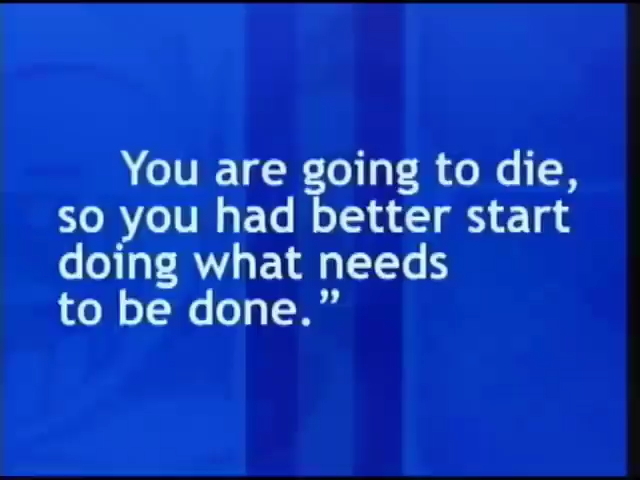 You are going to die,
so you had better start
doing what needs
to be done.”